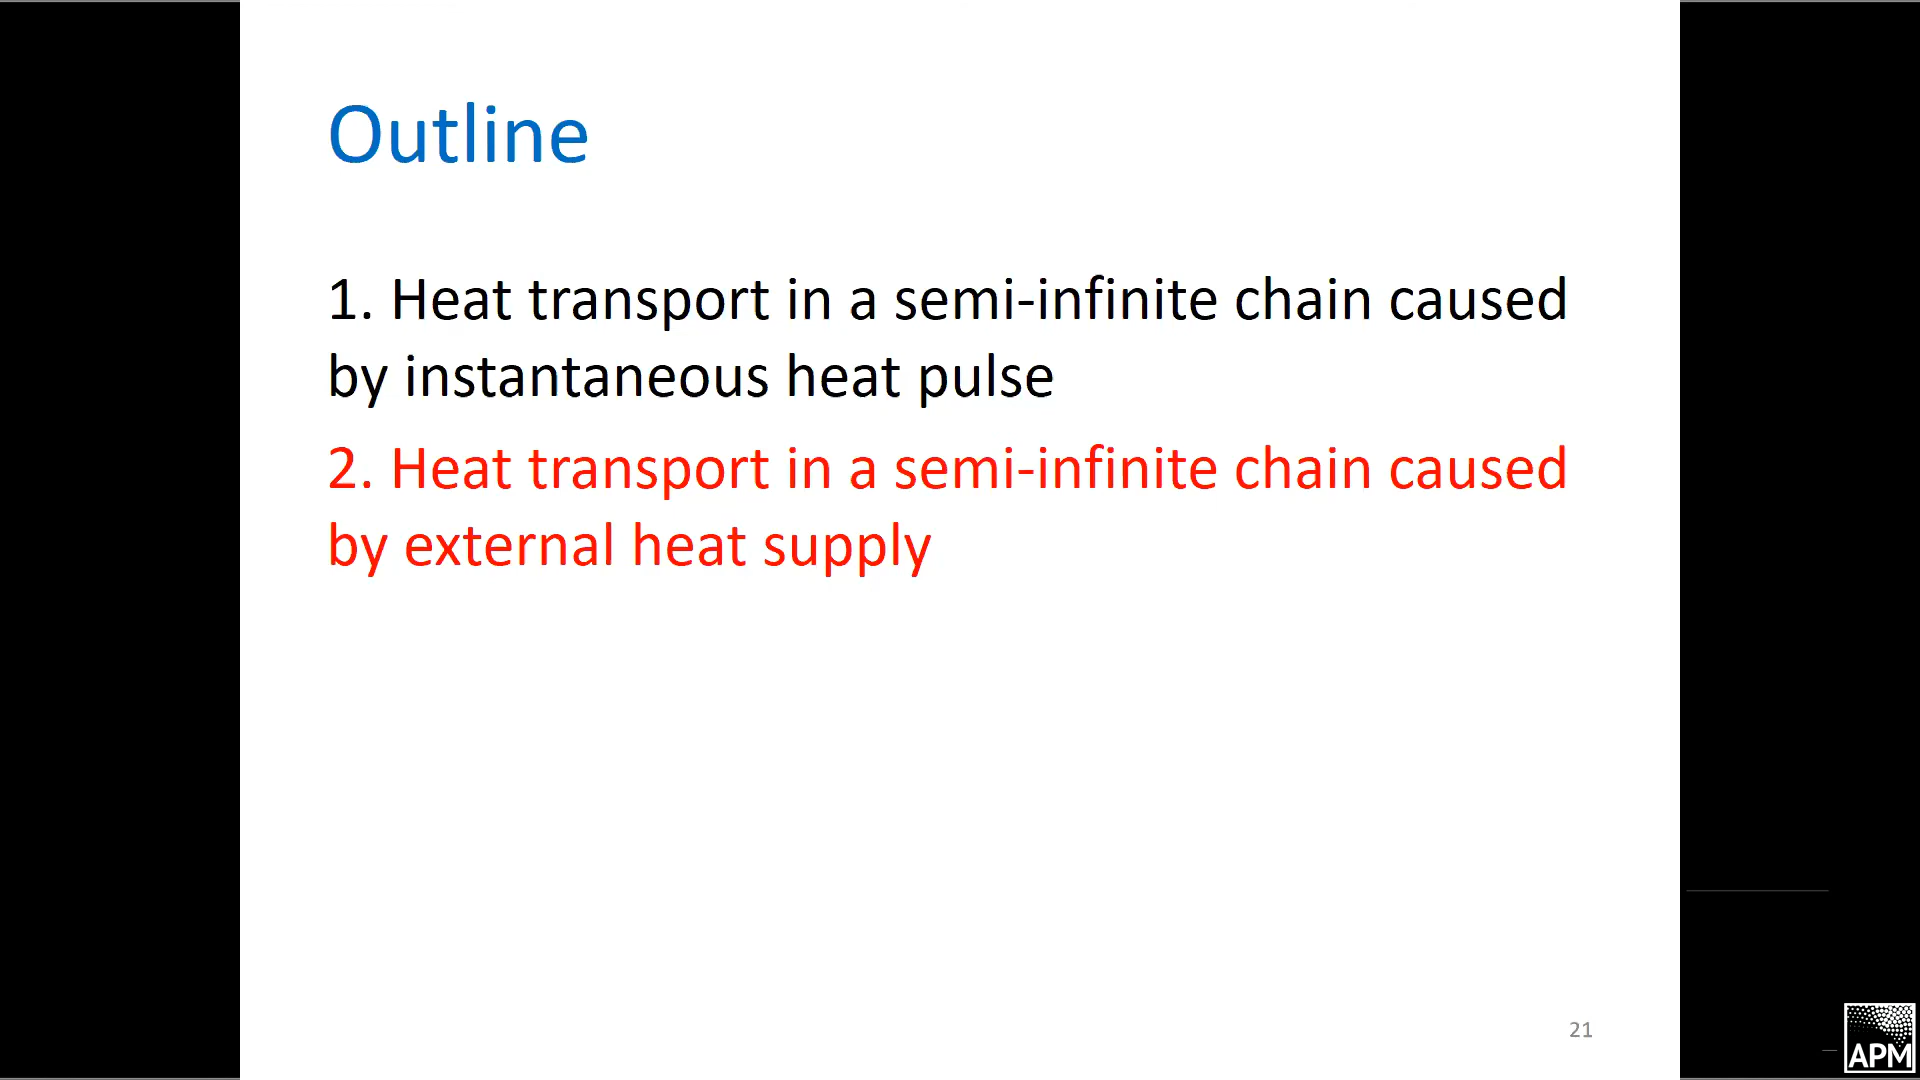 Outline
1. Heat transport in a semi-infinite chain caused
by instantaneous heat pulse
2. Heat transport in a semi-infinite chain caused
by external heat supply
21
APM